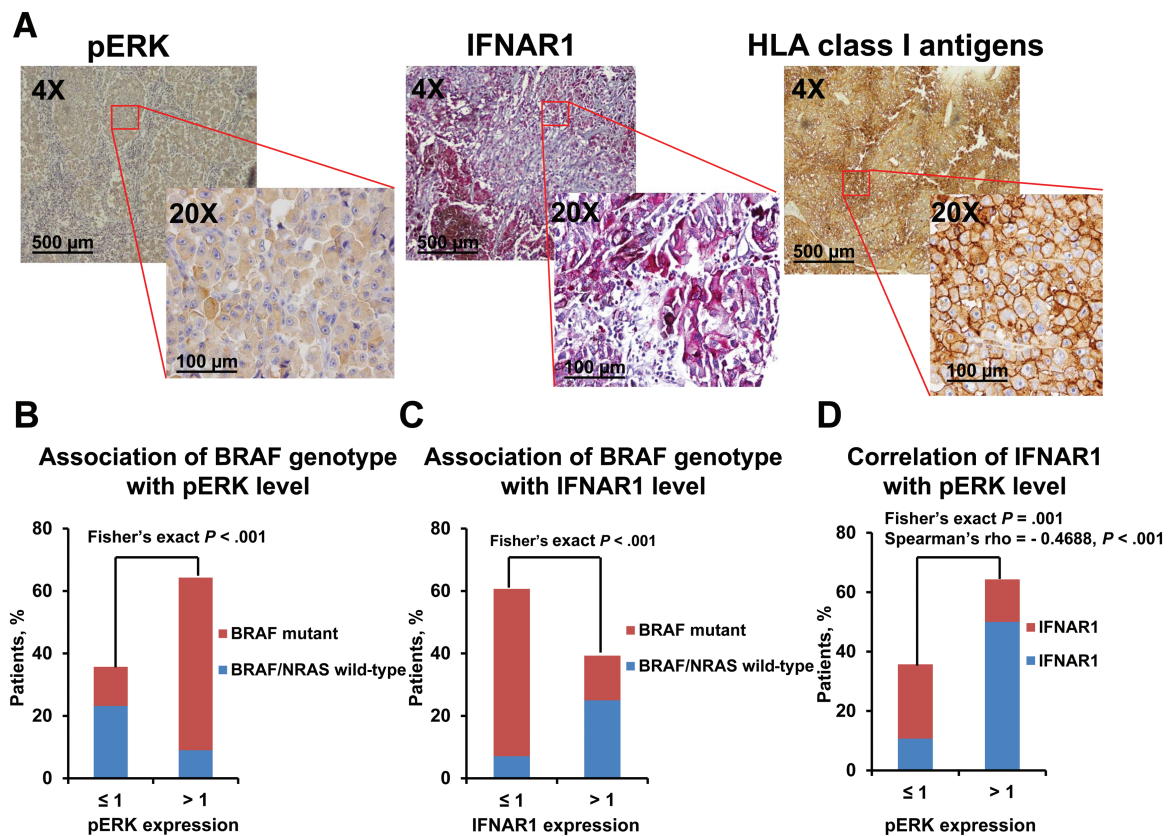 A
pERK
IFNAR1
HLA class I antigens
4X
500 µm
20X
100 µm
4X
500 µm
20X
100 µm
4X
500 µm
20X
100 µm
B
Association of BRAF genotype
with pERK level
Fisher's exact P < .001
Patients, %
80
60
40
20
0
BRAF mutant
BRAF/NRAS wild-type
≤ 1
> 1
pERK expression
C
Association of BRAF genotype
with IFNAR1 level
Fisher's exact P < .001
Patients, %
80
60
40
20
0
BRAF mutant
BRAF/NRAS wild-type
≤ 1
> 1
IFNAR1 expression
D
Correlation of IFNAR1
with pERK level
Fisher's exact P = .001
Spearman's rho = - 0.4688, P < .001
Patients, %
80
60
40
20
0
IFNAR1
IFNAR1
≤ 1
> 1
pERK expression